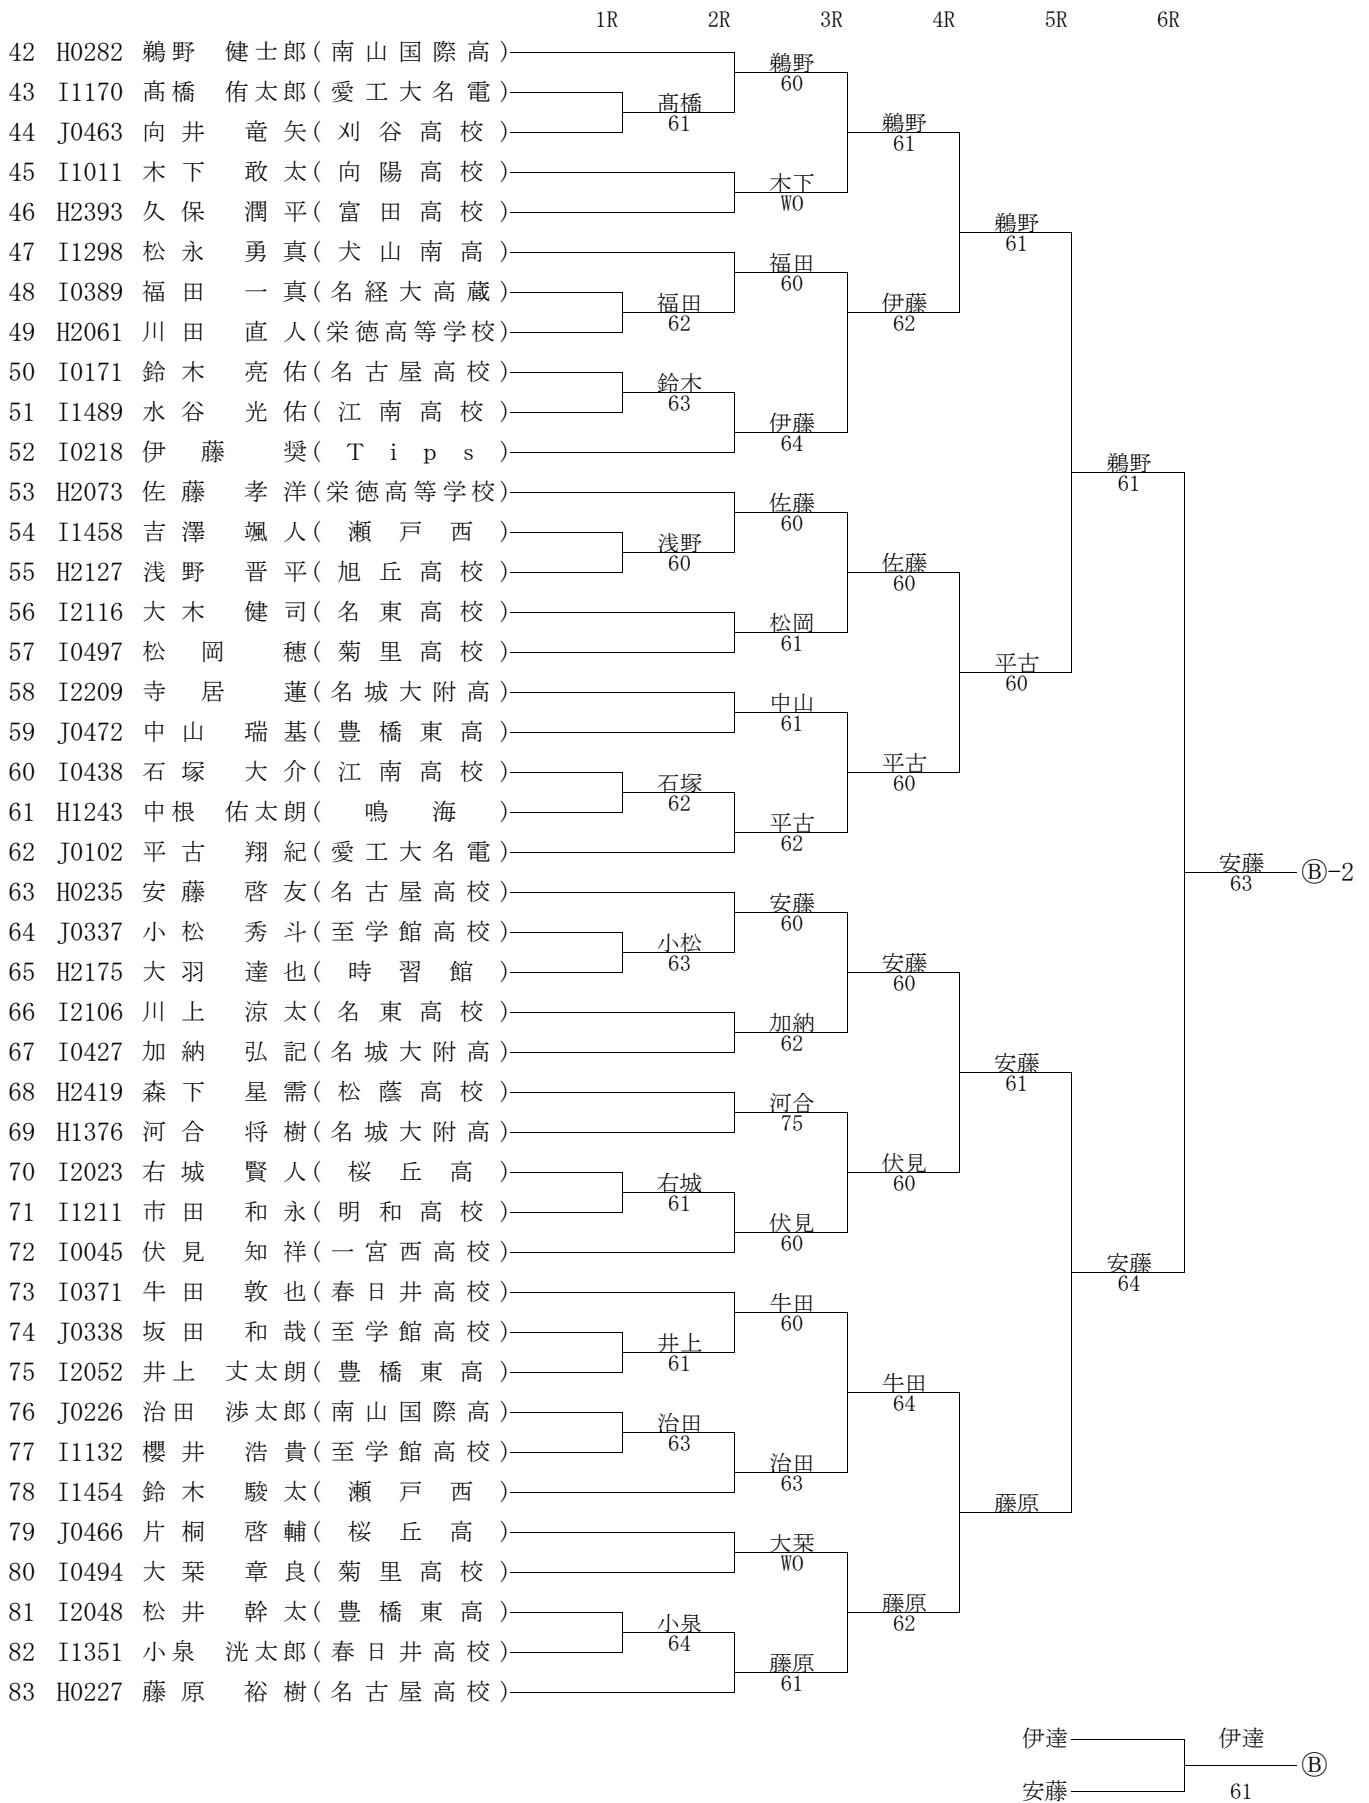 1R 2R 3R 4R 5R 6R
42 H0282 鵜野 健士郎(南山国際高)
鵜野
60
43 I1170 髙橋 侑太郎(愛工大名電)
髙橋
61
44 J0463 向井 竜矢(刈谷高校)
鵜野
61
45 I1011 木下 敢太(向陽高校)
木下
WO
46 H2393 久保 潤平(富田高校)
鵜野
61
47 I1298 松永 勇真(犬山南高)
福田
60
48 I0389 福田 一真(名経大高蔵)
福田
62
伊藤
62
49 H2061 川田 直人(栄徳高等学校)
50 I0171 鈴木 亮佑(名古屋高校)
鈴木
63
51 I1489 水谷 光佑(江南高校)
伊藤
64
52 I0218 伊藤 奨(Tips)
鵜野
61
53 H2073 佐藤 孝洋(栄徳高等学校)
佐藤
60
54 I1458 吉澤 颯人(瀬戸西)
浅野
60
55 H2127 浅野 晋平(旭丘高校)
佐藤
60
56 I2116 大木 健司(名東高校)
松岡
61
57 I0497 松岡 穂(菊里高校)
平古
60
58 I2209 寺居 蓮(名城大附高)
中山
61
59 J0472 中山 瑞基(豊橋東高)
平古
60
60 I0438 石塚 大介(江南高校)
石塚
62
61 H1243 中根 佑太朗(鳴海)
平古
62
62 J0102 平古 翔紀(愛工大名電)
安藤
63
Ⓑ-2
63 H0235 安藤 啓友(名古屋高校)
安藤
60
64 J0337 小松 秀斗(至学館高校)
小松
63
65 H2175 大羽 達也(時習館)
安藤
60
66 I2106 川上 涼太(名東高校)
加納
62
67 I0427 加納 弘記(名城大附高)
安藤
61
68 H2419 森下 星需(松蔭高校)
河合
75
69 H1376 河合 将樹(名城大附高)
伏見
60
70 I2023 右城 賢人(桜丘高)
右城
61
71 I1211 市田 和永(明和高校)
伏見
60
72 I0045 伏見 知祥(一宮西高校)
安藤
64
73 I0371 牛田 敦也(春日井高校)
牛田
60
74 J0338 坂田 和哉(至学館高校)
井上
61
75 I2052 井上 丈太朗(豊橋東高)
牛田
64
76 J0226 治田 渉太郎(南山国際高)
治田
63
77 I1132 櫻井 浩貴(至学館高校)
治田
63
78 I1454 鈴木 駿太(瀬戸西)
藤原
79 J0466 片桐 啓輔(桜丘高)
大栞
WO
80 I0494 大栞 章良(菊里高校)
藤原
62
81 I2048 松井 幹太(豊橋東高)
小泉
64
82 I1351 小泉 洸太郎(春日井高校)
藤原
61
83 H0227 藤原 裕樹(名古屋高校)
伊達 伊達
Ⓑ
安藤 61